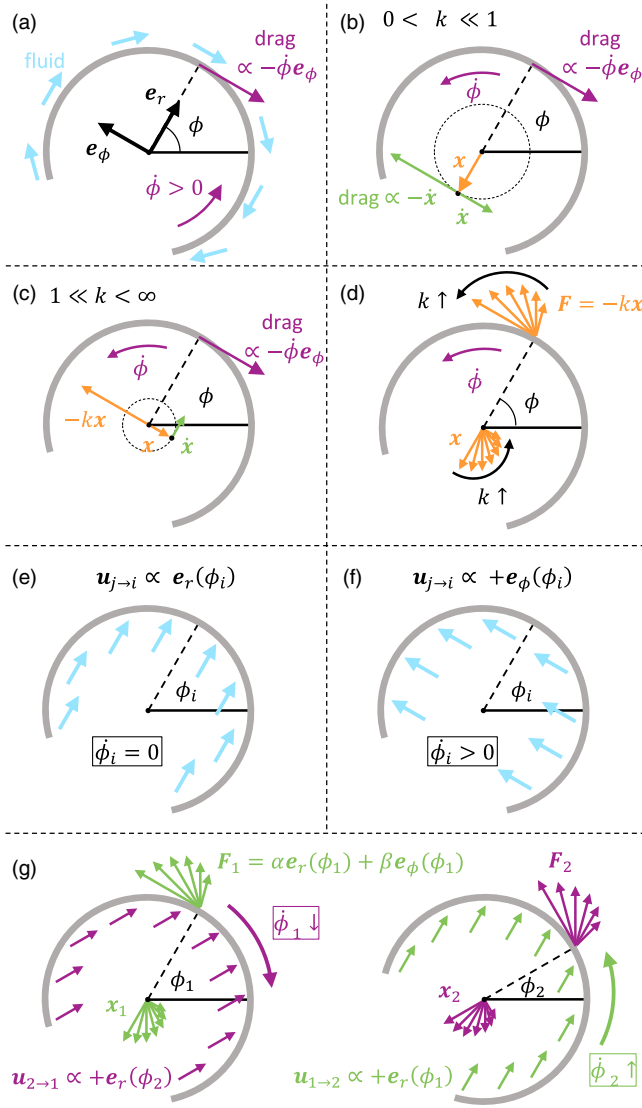 (a)
fluid
drag
∝ −ϕ̇e_ϕ
e_r
ϕ
e_ϕ
ϕ̇ > 0
(b) 0 < k ≪ 1
drag
∝ −ϕ̇e_ϕ
ϕ̇
ϕ
x
drag ∝ −ẋ
ẋ
(c) 1 ≪ k < ∞
drag
∝ −ϕ̇e_ϕ
ϕ̇
ϕ
−kx
x
ẋ
(d)
k ↑
F = −kx
ϕ̇
ϕ
x
k ↑
(e)
u_{j→i} ∝ e_r(ϕ_i)
ϕ_i
ϕ̇_i = 0
(f)
u_{j→i} ∝ +e_ϕ(ϕ_i)
ϕ_i
ϕ̇_i > 0
(g)
F_1 = αe_r(ϕ_1) + βe_ϕ(ϕ_1)
ϕ̇_1 ↓
ϕ_1
x_1
u_{2→1} ∝ +e_r(ϕ_2)
F_2
ϕ_2
x_2
u_{1→2} ∝ +e_r(ϕ_1)
ϕ̇_2 ↑